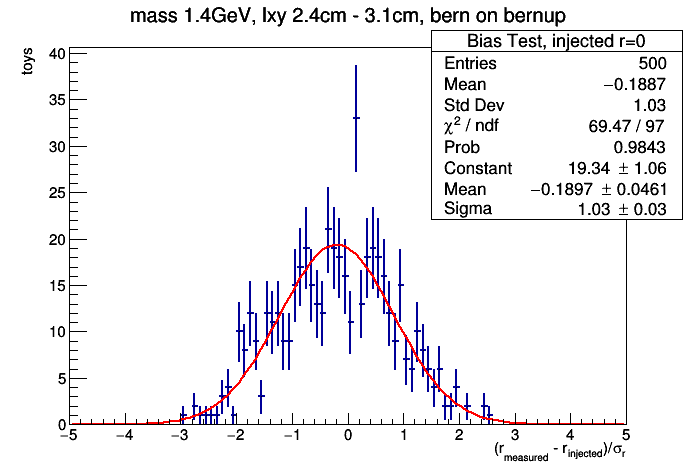 mass 1.4GeV, lxy 2.4cm - 3.1cm, bern on bernup
Bias Test, injected r=0
Entries 500
Mean −0.1887
Std Dev 1.03
χ² / ndf 69.47 / 97
Prob 0.9843
Constant 19.34 ± 1.06
Mean −0.1897 ± 0.0461
Sigma 1.03 ± 0.03
toys
40
35
30
25
20
15
10
5
0
−5 −4 −3 −2 −1 0 1 2 3 4 5
(r_measured - r_injected)/σ_r